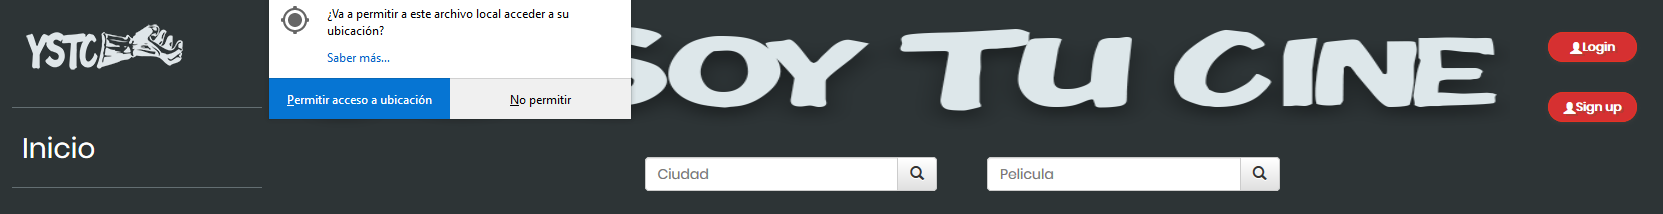 YSTC
¿Va a permitir a este archivo local acceder a su
ubicación?
Saber más...
Permitir acceso a ubicación
No permitir
SOY TU CINE
Login
Sign up
Inicio
Ciudad
Pelicula